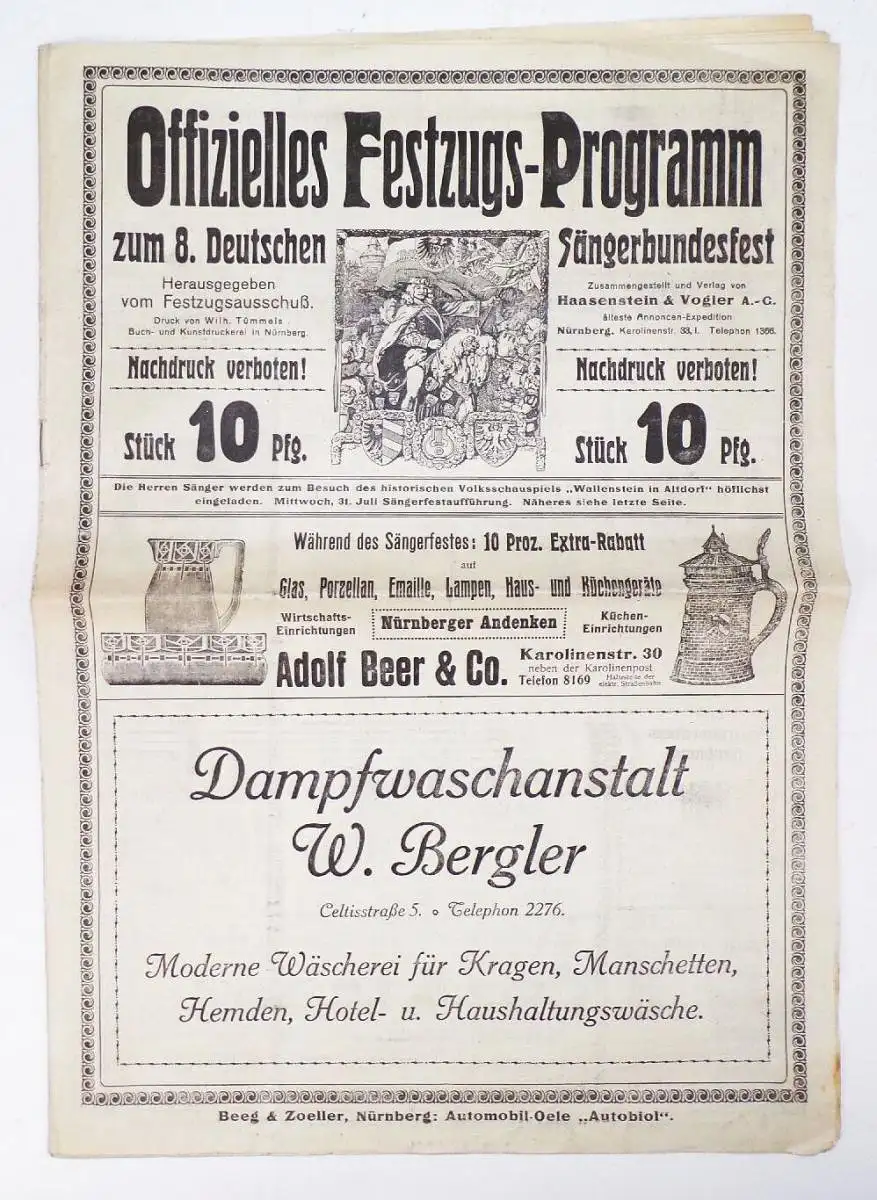 Offizielles Festzugs-Programm
zum 8. Deutschen Sängerbundesfest
Herausgegeben
vom Festzugsausschuß.
Druck von Wilh. Tümmels
Buch- und Kunstdruckerei in Nürnberg.
Nachdruck verboten!
Stück 10 Pfg.
Zusammengestellt und Verlag von
Haasenstein & Vogler A.-G.
älteste Annoncen-Expedition
Nürnberg, Karolinenstr. 33, I. Telephon 1366.
Nachdruck verboten!
Stück 10 Pfg.
Die Herren Sänger werden zum Besuch des historischen Volksschauspiels „Wallenstein in Altdorf“ höflichst
eingeladen. Mittwoch, 31. Juli Sängerfestaufführung. Näheres siehe letzte Seite.
Während des Sängerfestes: 10 Proz. Extra-Rabatt
auf
Glas, Porzellan, Emaille, Lampen, Haus- und Küchengeräte
Wirtschafts-
Einrichtungen
Nürnberger Andenken
Küchen-
Einrichtungen
Adolf Beer & Co.
Karolinenstr. 30
neben der Karolinenpost
Telefon 8169 Haltestelle der
elektr. Straßenbahn
Dampfwaschanstalt
W. Bergler
Celtisstraße 5. o Telephon 2276.
Moderne Wäscherei für Kragen, Manschetten,
Hemden, Hotel- u. Haushaltungswäsche.
Beeg & Zoeller, Nürnberg: Automobil-Oele „Autobiol“.